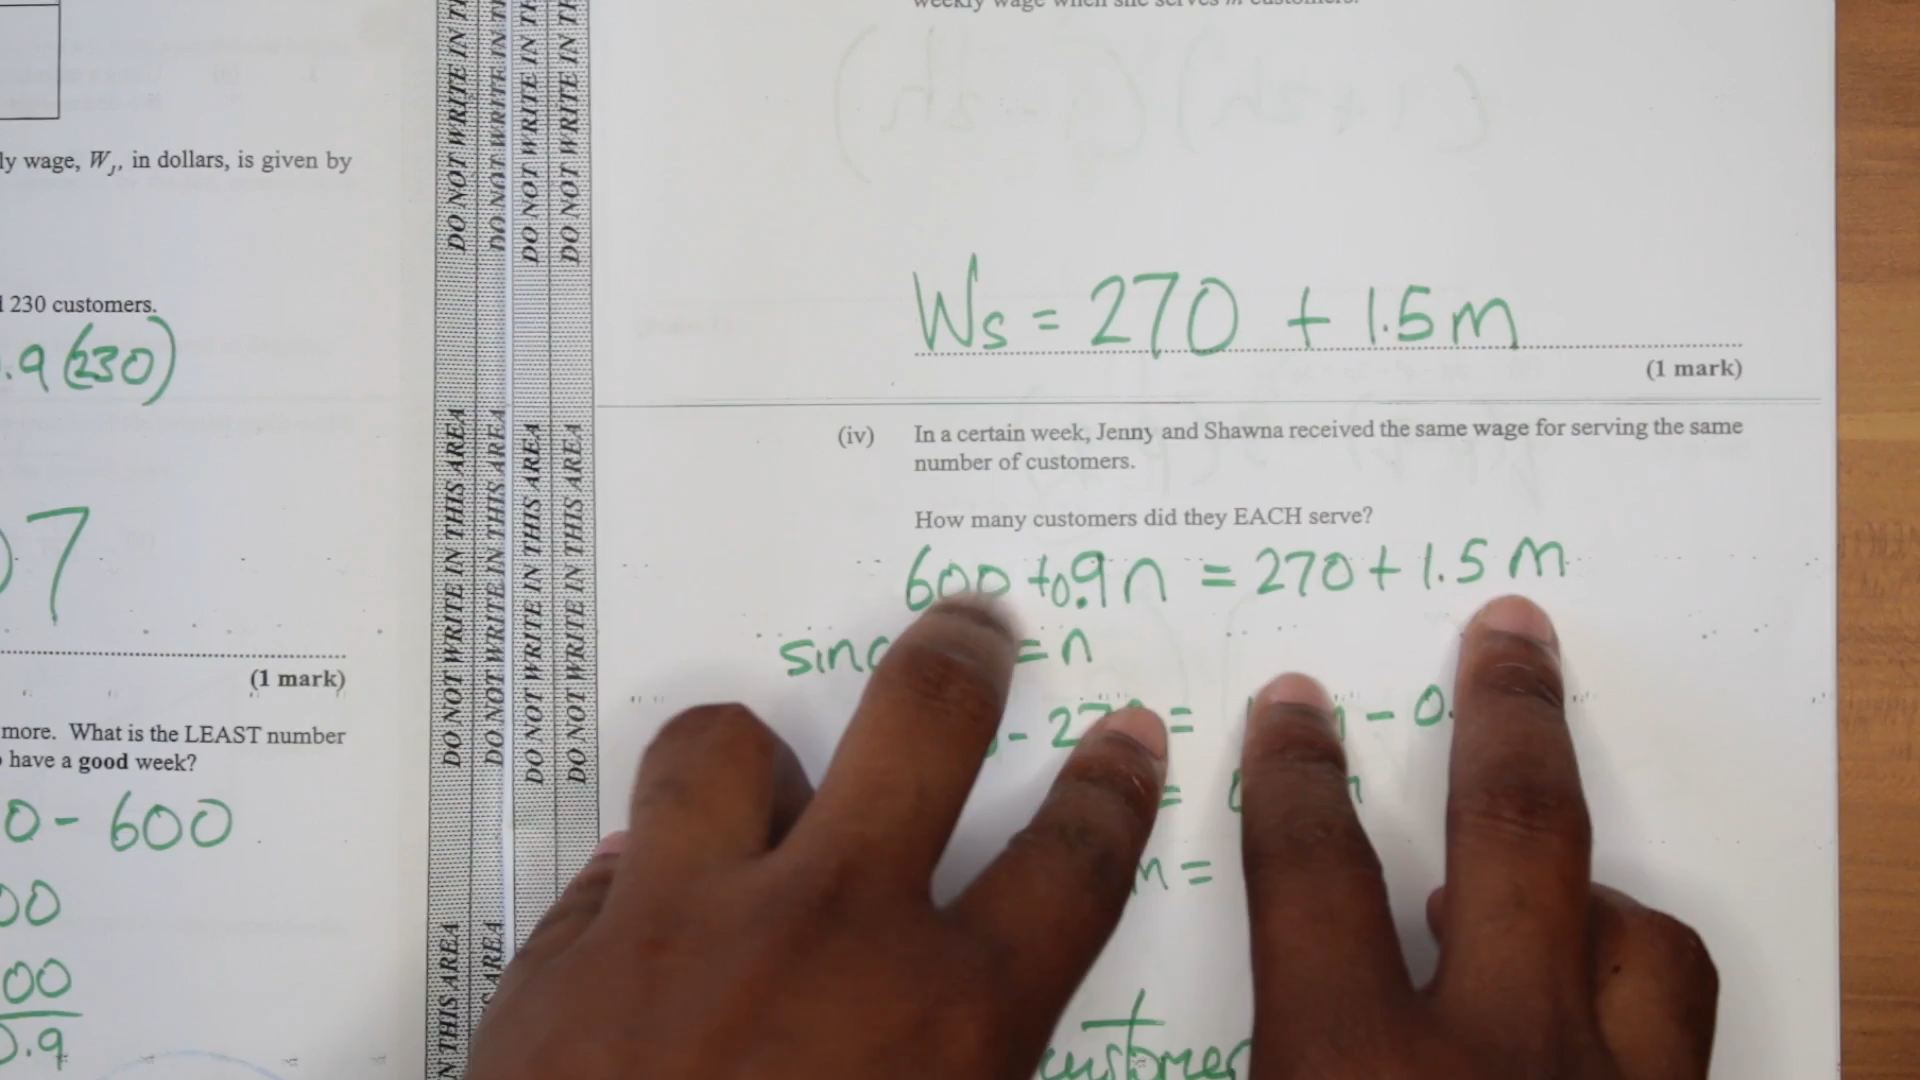 ly wage, W_J, in dollars, is given by
230 customers.
.9 (230)
7
(1 mark)
more. What is the LEAST number
have a good week?
0 - 600
00
00
0.9
DO NOT WRITE IN THIS AREA
DO NOT WRITE IN THIS AREA
DO NOT WRITE IN THIS AREA
DO NOT WRITE IN THIS AREA
weekly wage when she serves m customers.
Ws = 270 + 1.5m
(1 mark)
(iv) In a certain week, Jenny and Shawna received the same wage for serving the same
number of customers.
How many customers did they EACH serve?
600 + 0.9n = 270 + 1.5m
= n
- =
- 0.
=
m =
customer